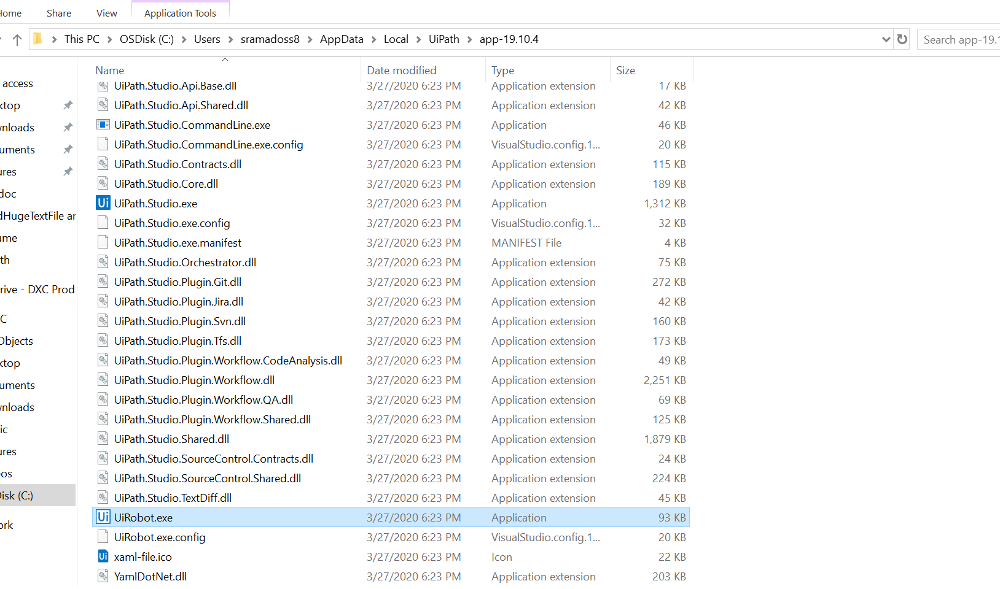 Home Share View Application Tools
This PC > OSDisk (C:) > Users > sramadoss8 > AppData > Local > UiPath > app-19.10.4 Search app-19.1
Name Date modified Type Size
UiPath.Studio.Api.Base.dll 3/27/2020 6:23 PM Application extension 17 KB
access
UiPath.Studio.Api.Shared.dll 3/27/2020 6:23 PM Application extension 42 KB
ktop
UiPath.Studio.CommandLine.exe 3/27/2020 6:23 PM Application 46 KB
wnloads
UiPath.Studio.CommandLine.exe.config 3/27/2020 6:23 PM VisualStudio.config.1... 20 KB
uments
UiPath.Studio.Contracts.dll 3/27/2020 6:23 PM Application extension 115 KB
ures
UiPath.Studio.Core.dll 3/27/2020 6:23 PM Application extension 189 KB
doc
Ui UiPath.Studio.exe 3/27/2020 6:23 PM Application 1,312 KB
dHugeTextFile ar
UiPath.Studio.exe.config 3/27/2020 6:23 PM VisualStudio.config.1... 32 KB
ume
UiPath.Studio.exe.manifest 3/27/2020 6:23 PM MANIFEST File 4 KB
th
UiPath.Studio.Orchestrator.dll 3/27/2020 6:23 PM Application extension 75 KB
UiPath.Studio.Plugin.Git.dll 3/27/2020 6:23 PM Application extension 272 KB
rive - DXC Prod
UiPath.Studio.Plugin.Jira.dll 3/27/2020 6:23 PM Application extension 42 KB
C
UiPath.Studio.Plugin.Svn.dll 3/27/2020 6:23 PM Application extension 160 KB
Objects
UiPath.Studio.Plugin.Tfs.dll 3/27/2020 6:23 PM Application extension 173 KB
ktop
UiPath.Studio.Plugin.Workflow.CodeAnalysis.dll 3/27/2020 6:23 PM Application extension 49 KB
uments
UiPath.Studio.Plugin.Workflow.dll 3/27/2020 6:23 PM Application extension 2,251 KB
wnloads
UiPath.Studio.Plugin.Workflow.QA.dll 3/27/2020 6:23 PM Application extension 69 KB
ic
UiPath.Studio.Plugin.Workflow.Shared.dll 3/27/2020 6:23 PM Application extension 125 KB
ures
UiPath.Studio.Shared.dll 3/27/2020 6:23 PM Application extension 1,879 KB
UiPath.Studio.SourceControl.Contracts.dll 3/27/2020 6:23 PM Application extension 24 KB
eos
UiPath.Studio.SourceControl.Shared.dll 3/27/2020 6:23 PM Application extension 224 KB
Disk (C:)
UiPath.Studio.TextDiff.dll 3/27/2020 6:23 PM Application extension 45 KB
Ui UiRobot.exe 3/27/2020 6:23 PM Application 93 KB
ork
UiRobot.exe.config 3/27/2020 6:23 PM VisualStudio.config.1... 20 KB
Ui xaml-file.ico 3/27/2020 6:23 PM Icon 22 KB
YamlDotNet.dll 3/27/2020 6:23 PM Application extension 203 KB